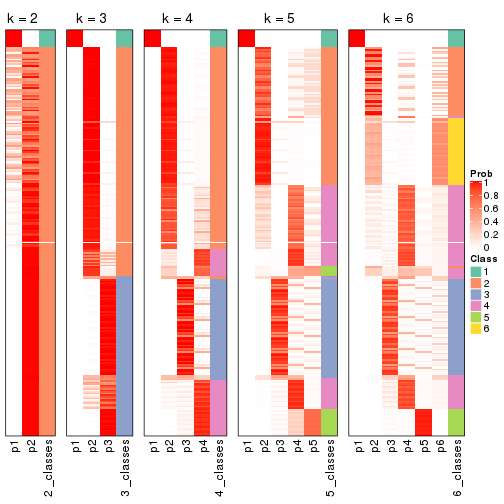 k = 2
k = 3
k = 4
k = 5
k = 6
Prob
1
0.8
0.6
0.4
0.2
0
Class
1
2
3
4
5
6
p1
p2
2_classes
p1
p2
p3
3_classes
p1
p2
p3
p4
4_classes
p1
p2
p3
p4
p5
5_classes
p1
p2
p3
p4
p5
p6
6_classes